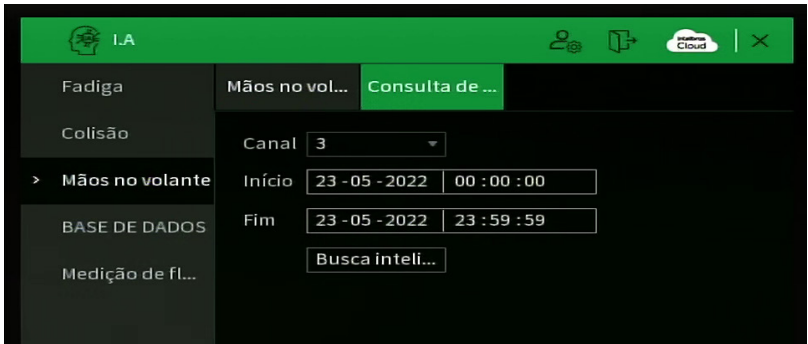 I.A
intelbras
Cloud
Fadiga
Colisão
> Mãos no volante
BASE DE DADOS
Medição de fl...
Mãos no vol...
Consulta de ...
Canal 3
Início 23 - 05 - 2022 00 : 00 : 00
Fim 23 - 05 - 2022 23 : 59 : 59
Busca inteli...